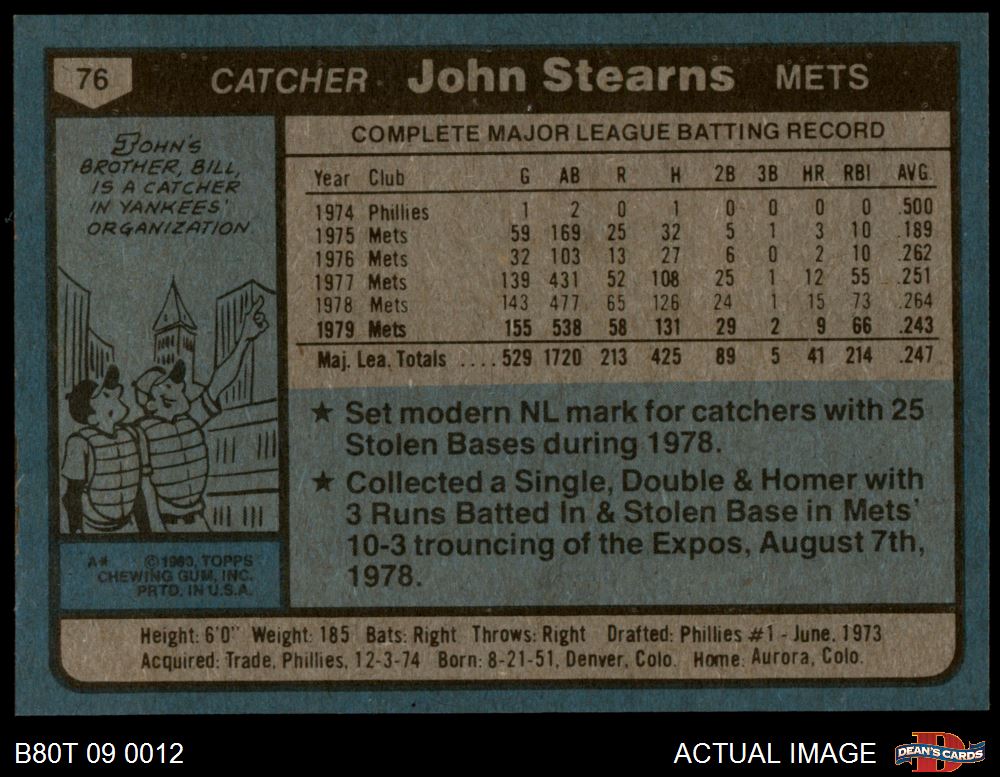 76 CATCHER John Stearns METS
JOHN'S
BROTHER, BILL,
IS A CATCHER
IN YANKEES'
ORGANIZATION.
COMPLETE MAJOR LEAGUE BATTING RECORD
Year Club G AB R H 2B 3B HR RBI AVG.
1974 Phillies 1 2 0 1 0 0 0 0 .500
1975 Mets 59 169 25 32 5 1 3 10 .189
1976 Mets 32 103 13 27 6 0 2 10 .262
1977 Mets 139 431 52 108 25 1 12 55 .251
1978 Mets 143 477 65 126 24 1 15 73 .264
1979 Mets 155 538 58 131 29 2 9 66 .243
Maj. Lea. Totals .... 529 1720 213 425 89 5 41 214 .247
★ Set modern NL mark for catchers with 25
Stolen Bases during 1978.
★ Collected a Single, Double & Homer with
3 Runs Batted In & Stolen Base in Mets'
10-3 trouncing of the Expos, August 7th,
1978.
A* ©1980, TOPPS
CHEWING GUM, INC.
PRTD. IN U.S.A.
Height: 6'0" Weight: 185 Bats: Right Throws: Right Drafted: Phillies #1 - June, 1973
Acquired: Trade, Phillies, 12-3-74 Born: 8-21-51, Denver, Colo. Home: Aurora, Colo.
B80T 09 0012 ACTUAL IMAGE D DEAN'S CARDS